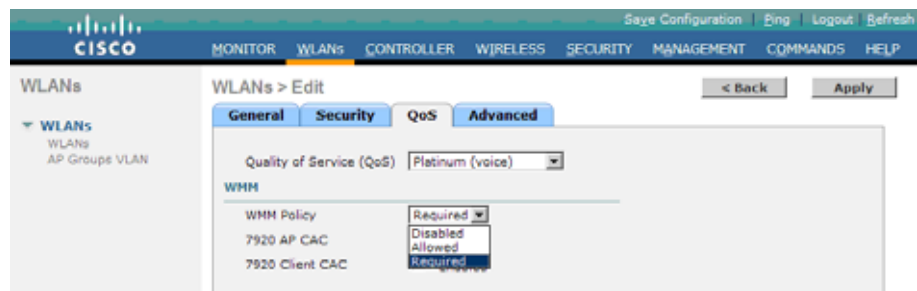 Save Configuration | Ping | Logout | Refresh
CISCO
MONITOR WLANs CONTROLLER WIRELESS SECURITY MANAGEMENT COMMANDS HELP
WLANs
WLANs > Edit
< Back
Apply
WLANs
WLANs
AP Groups VLAN
General Security QoS Advanced
Quality of Service (QoS) Platinum (voice)
WMM
WMM Policy Required
Disabled
Allowed
Required
7920 AP CAC
7920 Client CAC